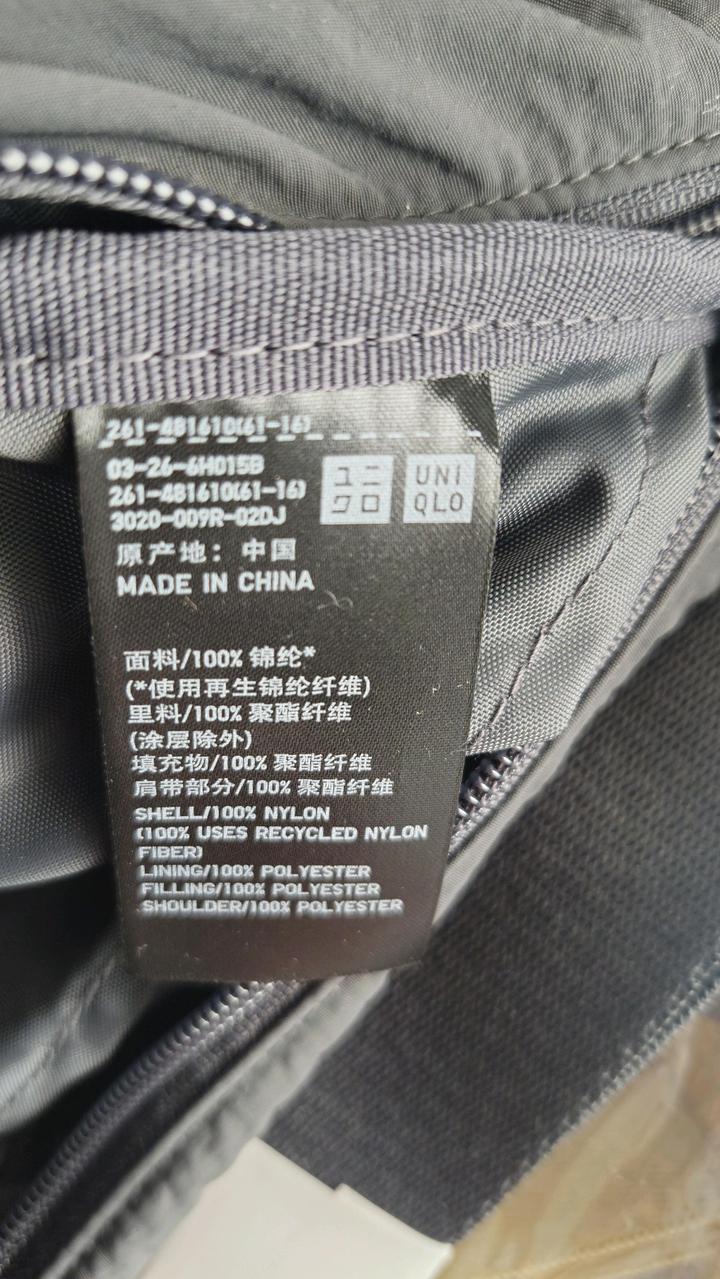 261-481610(61-16)
03-26-6H015B
261-481610(61-16)
3020-009R-02DJ
ユニ
クロ
UNI
QLO
原产地：中国
MADE IN CHINA
面料/100% 锦纶*
(*使用再生锦纶纤维)
里料/100% 聚酯纤维
(涂层除外)
填充物/100% 聚酯纤维
肩带部分/100% 聚酯纤维
SHELL/100% NYLON
(100% USES RECYCLED NYLON
FIBER)
LINING/100% POLYESTER
FILLING/100% POLYESTER
SHOULDER/100% POLYESTER